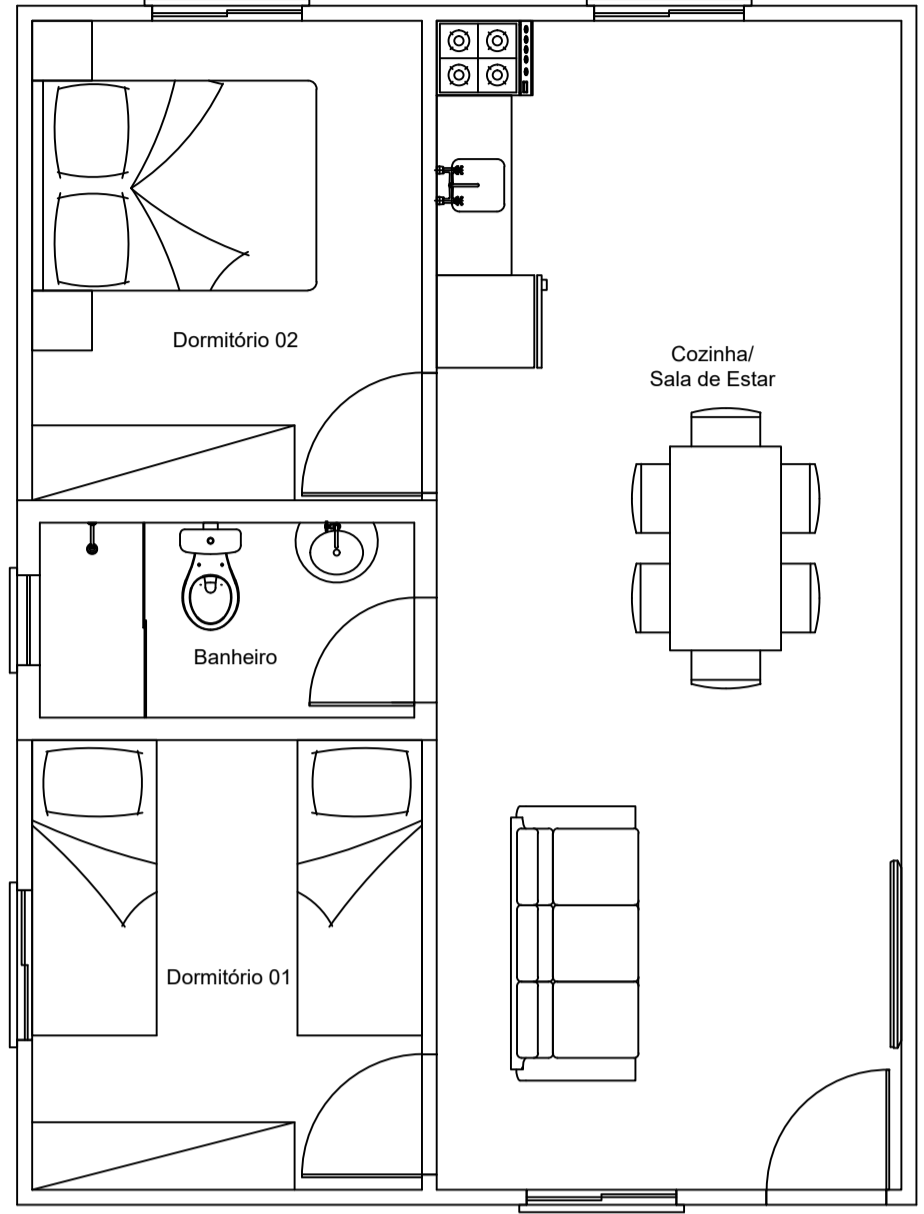 Dormitório 02
Cozinha/
Sala de Estar
Banheiro
Dormitório 01